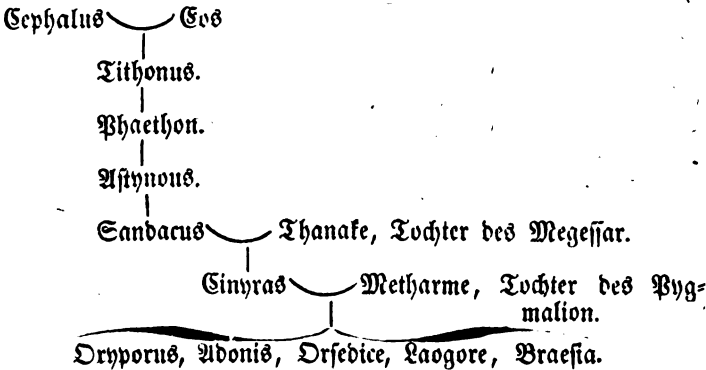 Cephalus Eos
Tithonus.
Phaethon.
Astynous.
Sandacus Thanake, Tochter des Megessar.
Cinyras Metharme, Tochter des Pyg=
malion.
Oryporus, Adonis, Orsedice, Laogore, Braesia.